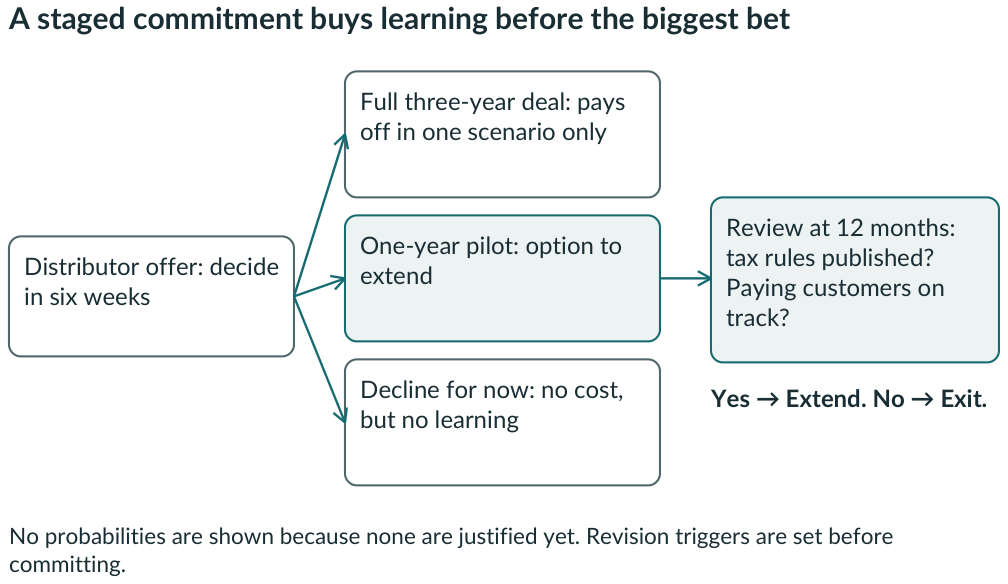 A staged commitment buys learning before the biggest bet
Full three-year deal: pays
off in one scenario only
Distributor offer: decide
in six weeks
One-year pilot: option to
extend
Review at 12 months:
tax rules published?
Paying customers on
track?
Decline for now: no cost,
but no learning
Yes → Extend. No → Exit.
No probabilities are shown because none are justified yet. Revision triggers are set before
committing.